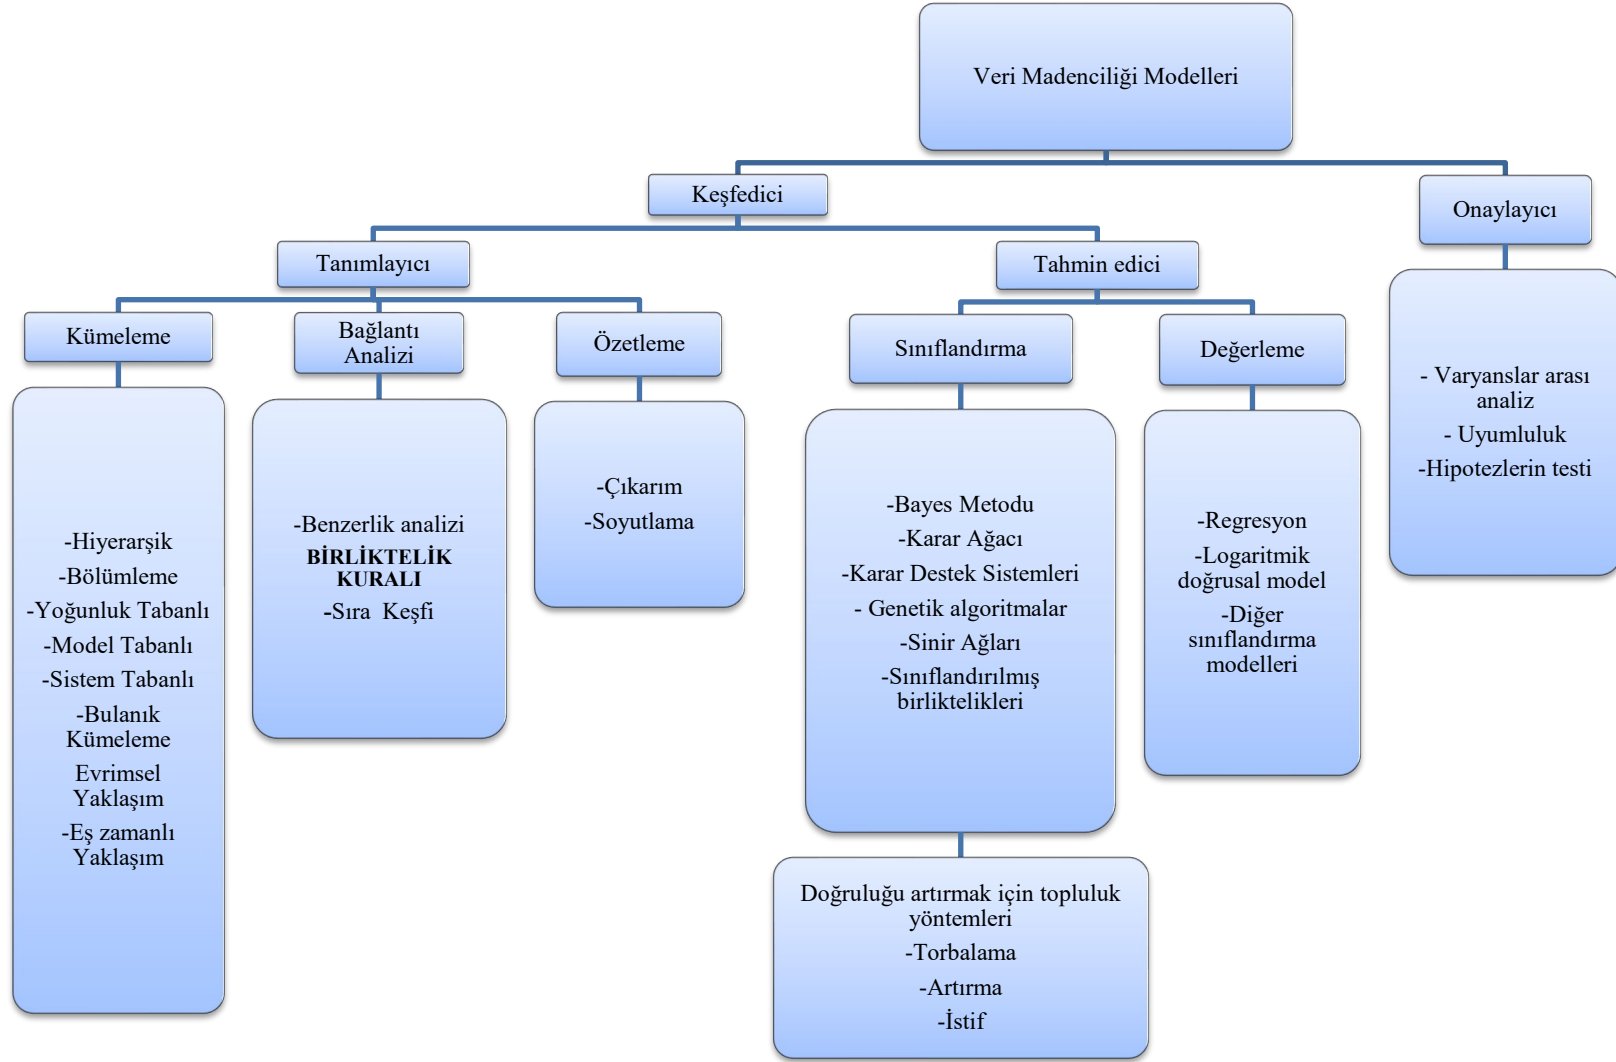 Veri Madenciliği Modelleri
Keşfedici
Onaylayıcı
Tanımlayıcı
Tahmin edici
Kümeleme
Bağlantı
Analizi
Özetleme
Sınıflandırma
Değerleme
-Hiyerarşik
-Bölümleme
-Yoğunluk Tabanlı
-Model Tabanlı
-Sistem Tabanlı
-Bulanık
Kümeleme
Evrimsel
Yaklaşım
-Eş zamanlı
Yaklaşım
-Benzerlik analizi
BİRLİKTELİK
KURALI
-Sıra Keşfi
-Çıkarım
-Soyutlama
-Bayes Metodu
-Karar Ağacı
-Karar Destek Sistemleri
- Genetik algoritmalar
-Sinir Ağları
-Sınıflandırılmış
birliktelikleri
-Regresyon
-Logaritmik
doğrusal model
-Diğer
sınıflandırma
modelleri
- Varyanslar arası
analiz
- Uyumluluk
-Hipotezlerin testi
Doğruluğu artırmak için topluluk
yöntemleri
-Torbalama
-Artırma
-İstif